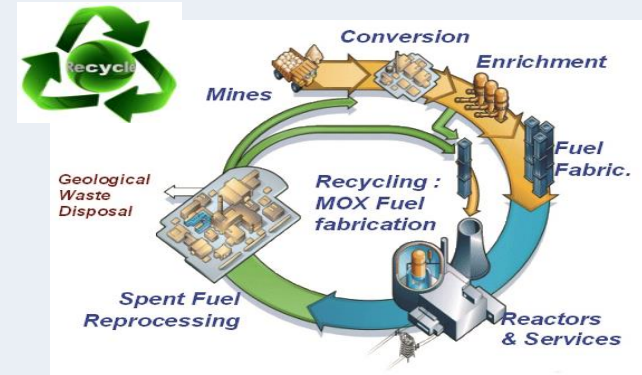 Recycle
Conversion
Enrichment
Mines
Fuel
Fabric.
Geological
Waste
Disposal
Recycling :
MOX Fuel
fabrication
Spent Fuel
Reprocessing
Reactors
& Services